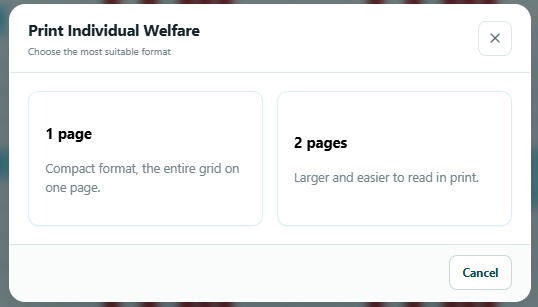 Print Individual Welfare
Choose the most suitable format
1 page
Compact format, the entire grid on
one page.
2 pages
Larger and easier to read in print.
Cancel